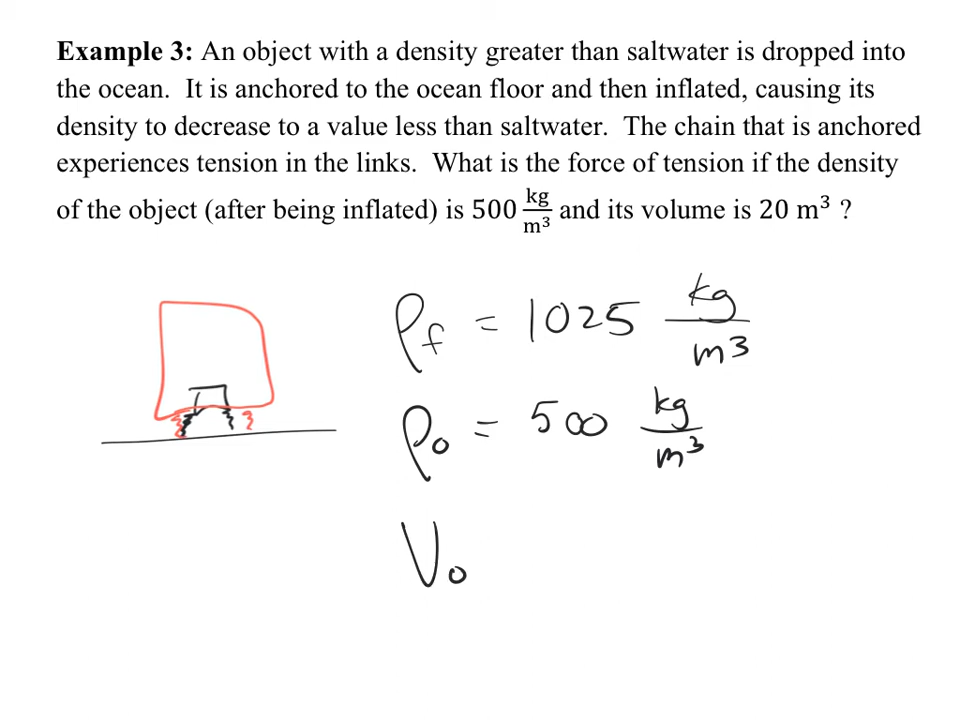 Example 3: An object with a density greater than saltwater is dropped into
the ocean. It is anchored to the ocean floor and then inflated, causing its
density to decrease to a value less than saltwater. The chain that is anchored
experiences tension in the links. What is the force of tension if the density
of the object (after being inflated) is 500 kg/m³ and its volume is 20 m³ ?
ρf = 1025 kg/m³
ρo = 500 kg/m³
Vo